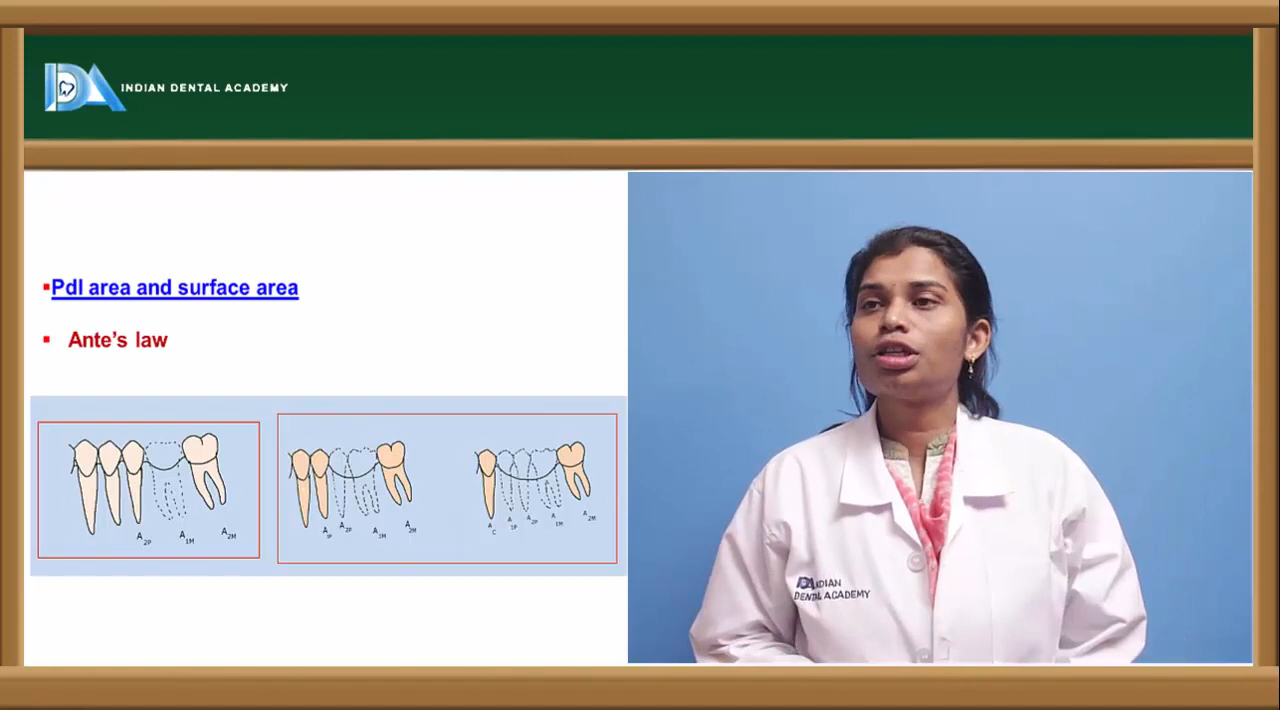 INDIAN DENTAL ACADEMY
Pdl area and surface area
Ante's law
A2P A1M A2M
A1P A2P A1M A2M
AC A1P A2P A1M A2M
IDA INDIAN
DENTAL ACADEMY